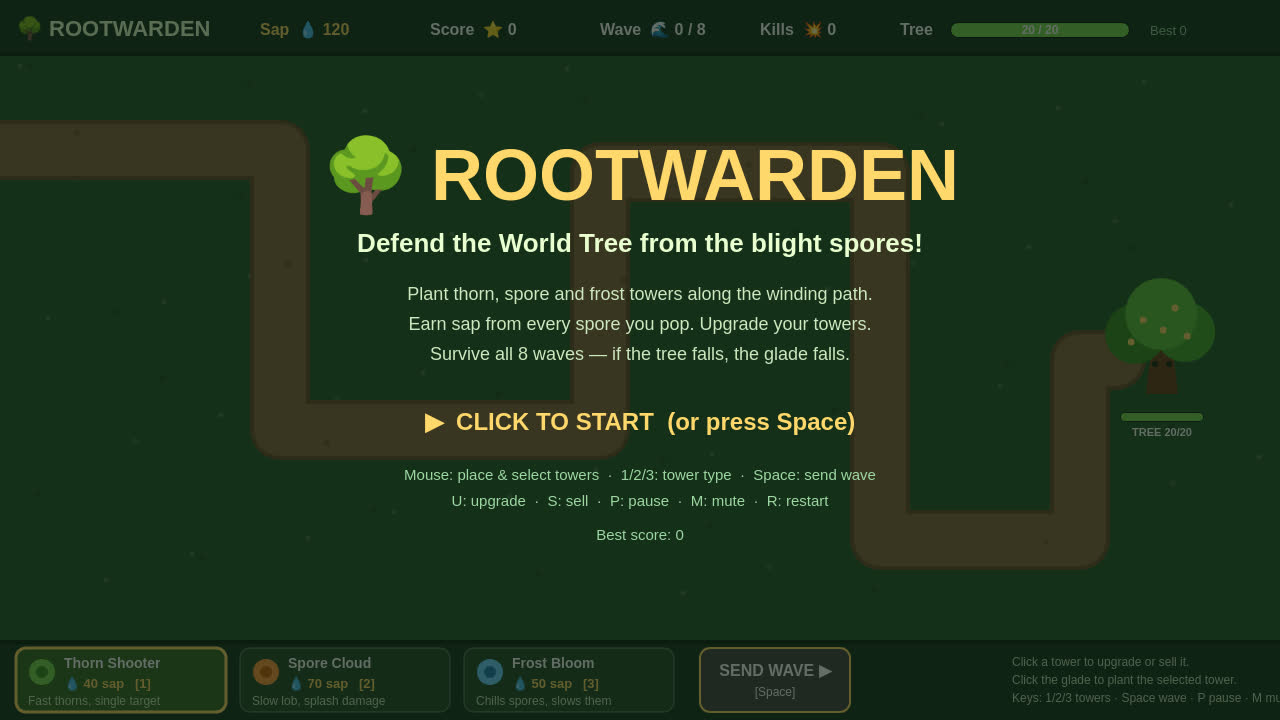 🌳 ROOTWARDEN Sap 💧 120 Score ⭐ 0 Wave 🌊 0 / 8 Kills 💥 0 Tree 20 / 20 Best 0
🌳 ROOTWARDEN
Defend the World Tree from the blight spores!
Plant thorn, spore and frost towers along the winding path.
Earn sap from every spore you pop. Upgrade your towers.
Survive all 8 waves — if the tree falls, the glade falls.
▶ CLICK TO START (or press Space)
TREE 20/20
Mouse: place & select towers · 1/2/3: tower type · Space: send wave
U: upgrade · S: sell · P: pause · M: mute · R: restart
Best score: 0
Thorn Shooter
💧 40 sap [1]
Fast thorns, single target
Spore Cloud
💧 70 sap [2]
Slow lob, splash damage
Frost Bloom
💧 50 sap [3]
Chills spores, slows them
SEND WAVE ▶
[Space]
Click a tower to upgrade or sell it.
Click the glade to plant the selected tower.
Keys: 1/2/3 towers · Space wave · P pause · M